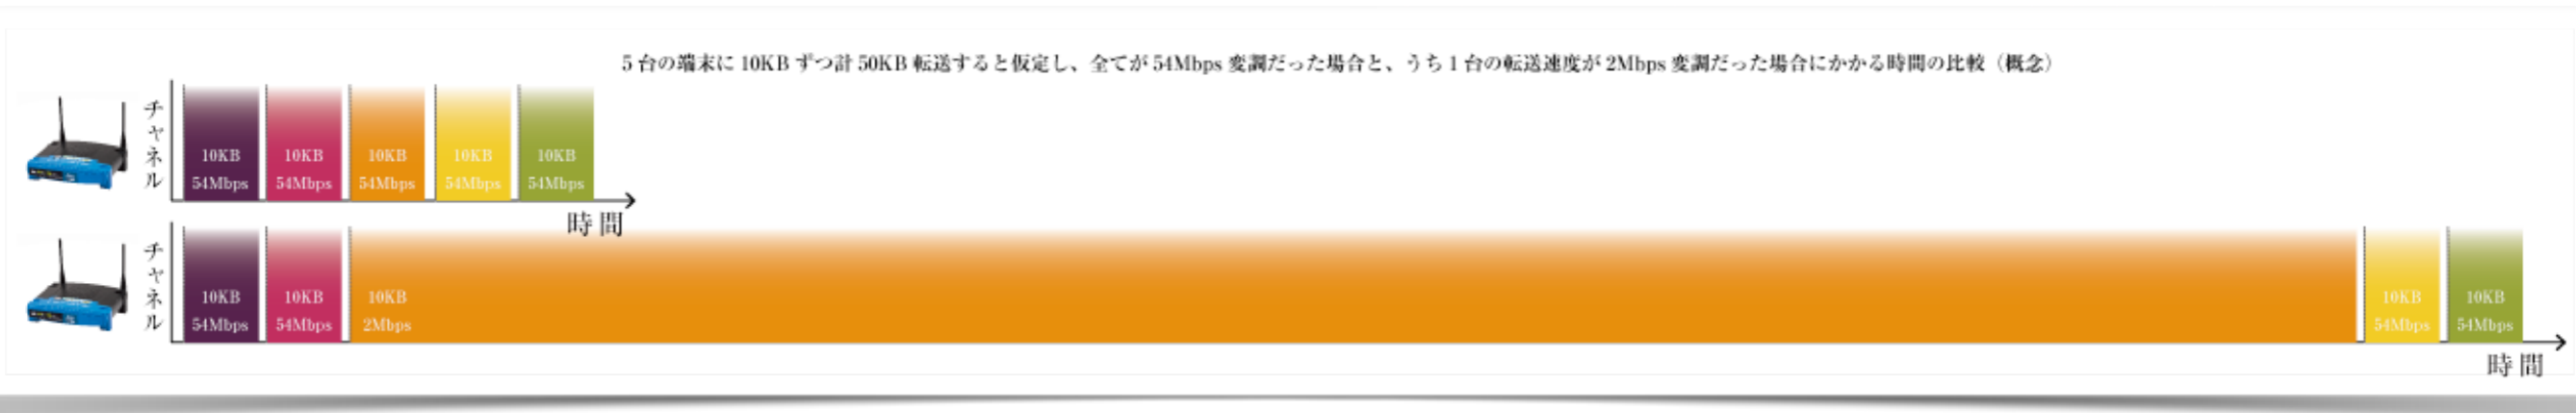 5台の端末に10KBずつ計50KB転送すると仮定し、全てが54Mbps変調だった場合と、うち1台の転送速度が2Mbps変調だった場合にかかる時間の比較（概念）
チャネル
10KB 10KB 10KB 10KB 10KB
54Mbps 54Mbps 54Mbps 54Mbps 54Mbps
時間
チャネル
10KB 10KB 10KB 10KB 10KB
54Mbps 54Mbps 2Mbps 54Mbps 54Mbps
時間